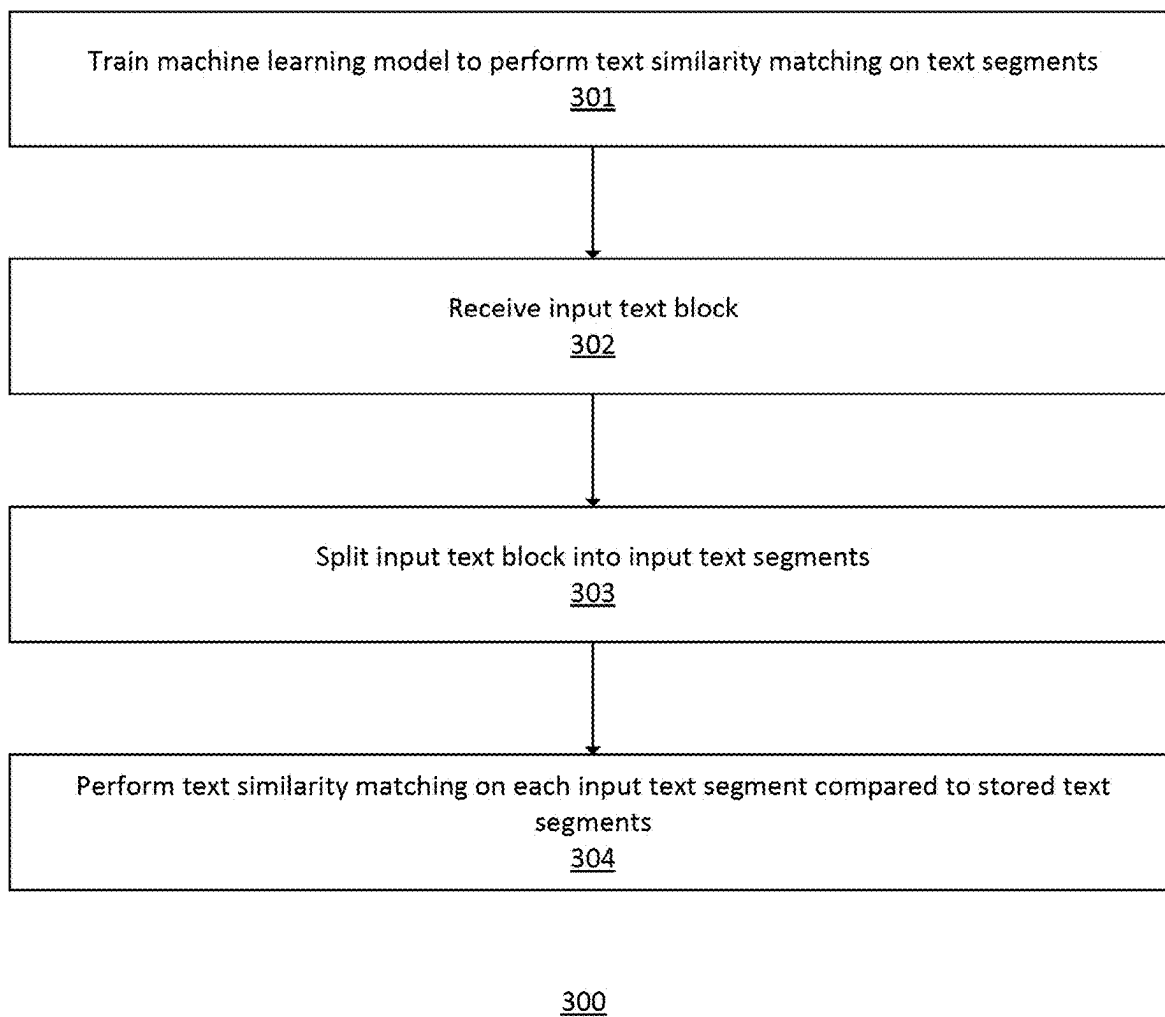 Train machine learning model to perform text similarity matching on text segments
301
Receive input text block
302
Split input text block into input text segments
303
Perform text similarity matching on each input text segment compared to stored text
segments
304
300